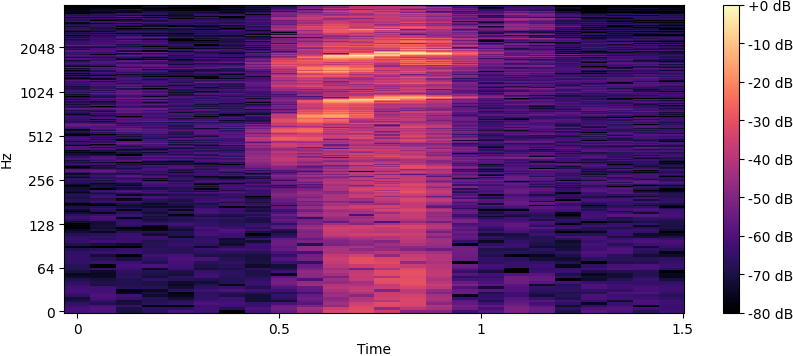 +0 dB
2048
-10 dB
1024
-20 dB
512
-30 dB
Hz
256
-40 dB
-50 dB
128
-60 dB
64
-70 dB
0
-80 dB
0
0.5
1
1.5
Time